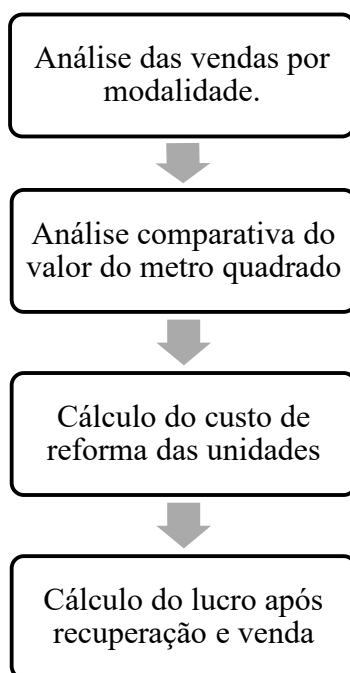 Análise das vendas por
modalidade.
Análise comparativa do
valor do metro quadrado
Cálculo do custo de
reforma das unidades
Cálculo do lucro após
recuperação e venda